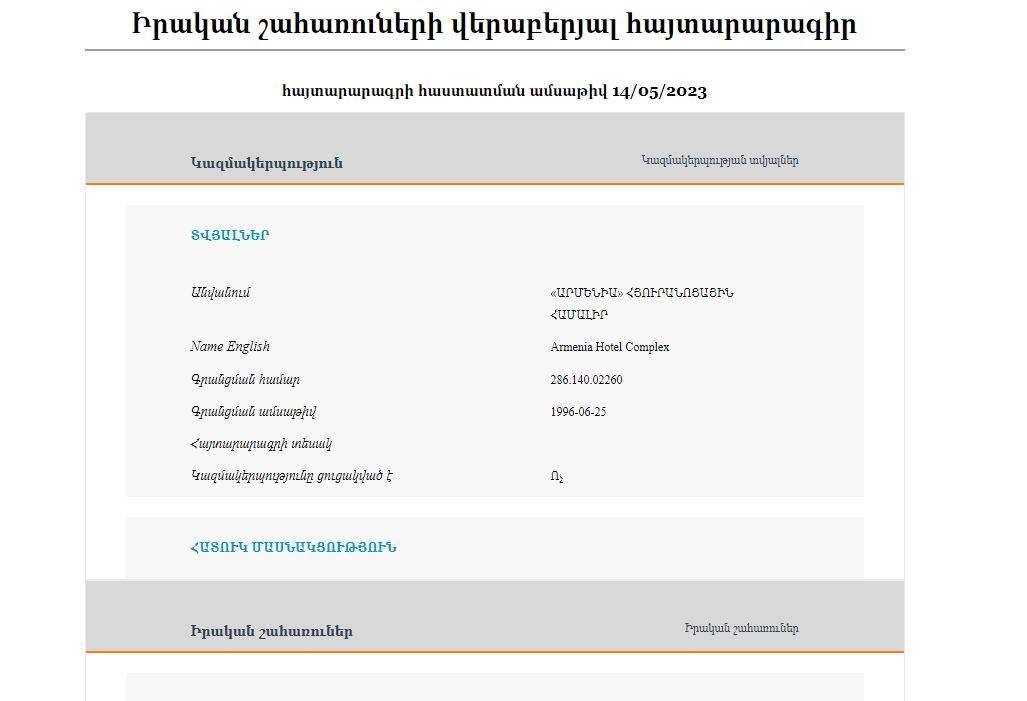 Իրական շահառուների վերաբերյալ հայտարարագիր
հայտարարագրի հաստատման ամսաթիվ 14/05/2023
Կազմակերպություն
Կազմակերպության տվյալներ
ՏՎՅԱԼՆԵՐ
Անվանում
«ԱՐՄԵՆԻԱ» ՀՅՈՒՐԱՆՈՑԱՅԻՆ
ՀԱՄԱԼԻՐ
Name English
Armenia Hotel Complex
Գրանցման համար
286.140.02260
Գրանցման ամսաթիվ
1996-06-25
Հայտարարագրի տեսակ
Կազմակերպությունը ցուցակված է
Ոչ
ՀԱՏՈՒԿ ՄԱՍՆԱԿՑՈՒԹՅՈՒՆ
Իրական շահառուներ
Իրական շահառուներ